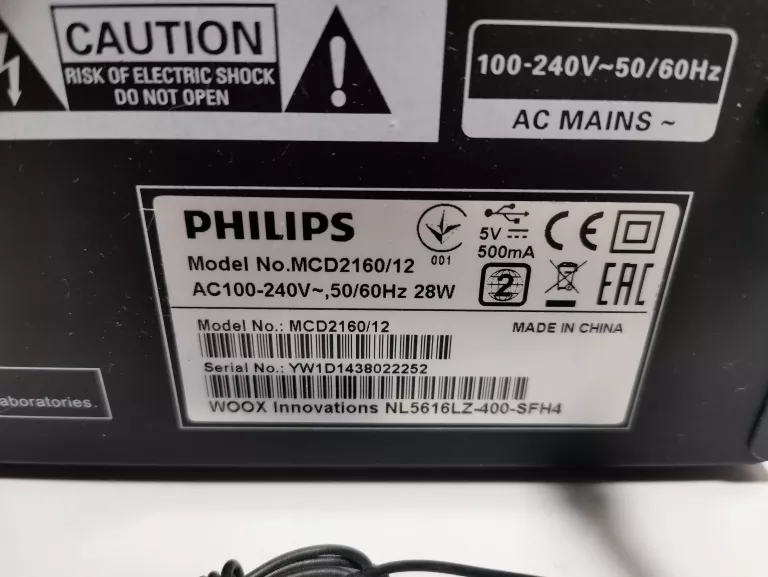 CAUTION
RISK OF ELECTRIC SHOCK
DO NOT OPEN
100-240V~50/60Hz
AC MAINS ~
PHILIPS
Model No.MCD2160/12
AC100-240V~,50/60Hz 28W
001
5V ⎓
500mA
CE
2
EAC
Model No.: MCD2160/12
MADE IN CHINA
Serial No.: YW1D1438022252
WOOX Innovations NL5616LZ-400-SFH4
aboratories.